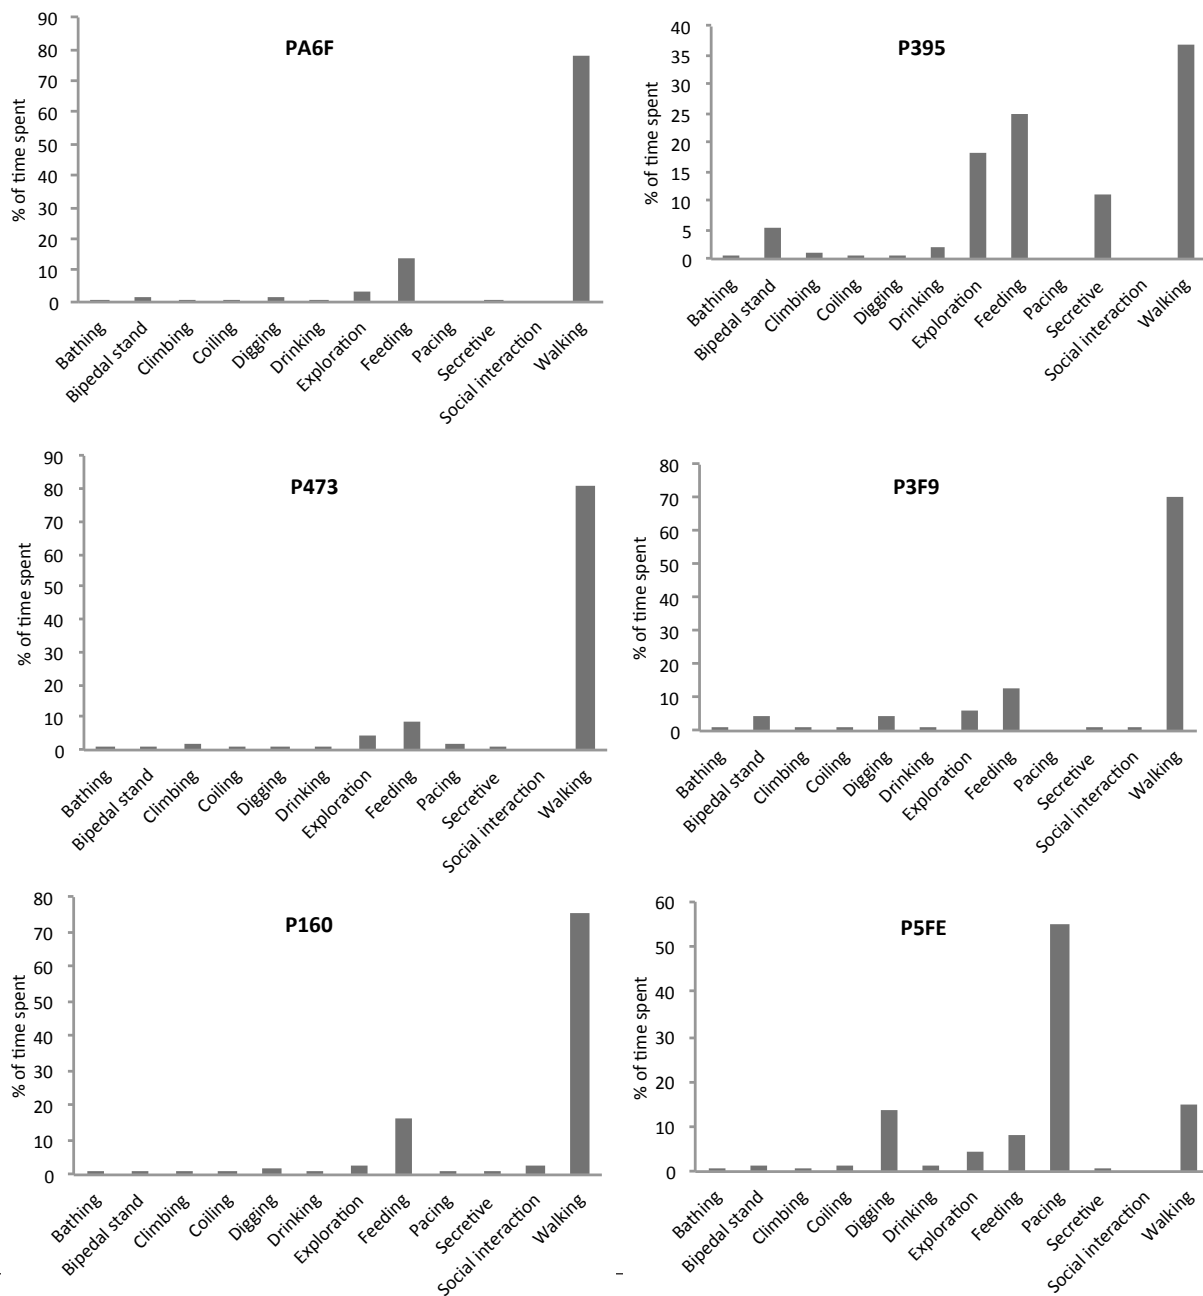 PA6F
% of time spent
90
80
70
60
50
40
30
20
10
0
Bathing
Bipedal stand
Climbing
Coiling
Digging
Drinking
Exploration
Feeding
Pacing
Secretive
Social interaction
Walking
P395
% of time spent
40
35
30
25
20
15
10
5
0
Bathing
Bipedal stand
Climbing
Coiling
Digging
Drinking
Exploration
Feeding
Pacing
Secretive
Social interaction
Walking
P473
% of time spent
90
80
70
60
50
40
30
20
10
0
Bathing
Bipedal stand
Climbing
Coiling
Digging
Drinking
Exploration
Feeding
Pacing
Secretive
Social interaction
Walking
P3F9
% of time spent
80
70
60
50
40
30
20
10
0
Bathing
Bipedal stand
Climbing
Coiling
Digging
Drinking
Exploration
Feeding
Pacing
Secretive
Social interaction
Walking
P160
% of time spent
80
70
60
50
40
30
20
10
0
Bathing
Bipedal stand
Climbing
Coiling
Digging
Drinking
Exploration
Feeding
Pacing
Secretive
Social interaction
Walking
P5FE
% of time spent
60
50
40
30
20
10
0
Bathing
Bipedal stand
Climbing
Coiling
Digging
Drinking
Exploration
Feeding
Pacing
Secretive
Social interaction
Walking